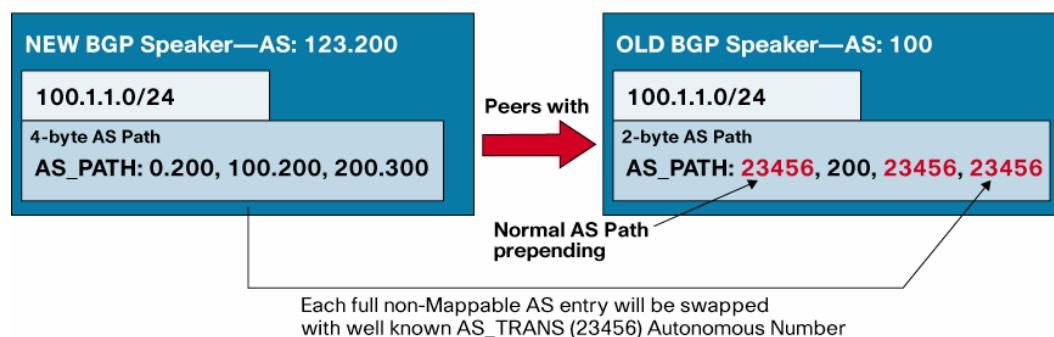 NEW BGP Speaker—AS: 123.200
100.1.1.0/24
4-byte AS Path
AS_PATH: 0.200, 100.200, 200.300
Peers with
OLD BGP Speaker—AS: 100
100.1.1.0/24
2-byte AS Path
AS_PATH: 23456, 200, 23456, 23456
Normal AS Path
prepending
Each full non-Mappable AS entry will be swapped
with well known AS_TRANS (23456) Autonomous Number